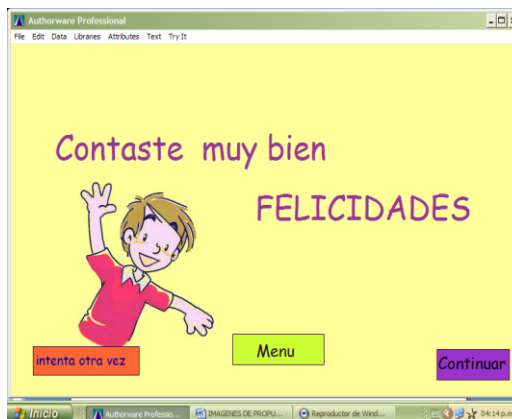 Authorware Professional
File Edit Data Libraries Attributes Text Try It
Contaste muy bien
FELICIDADES
intenta otra vez
Menu
Continuar
Inicio Authorware Professio... IMAGENES DE PROPU... Reproductor de Wind... ES 04:14 p.m.